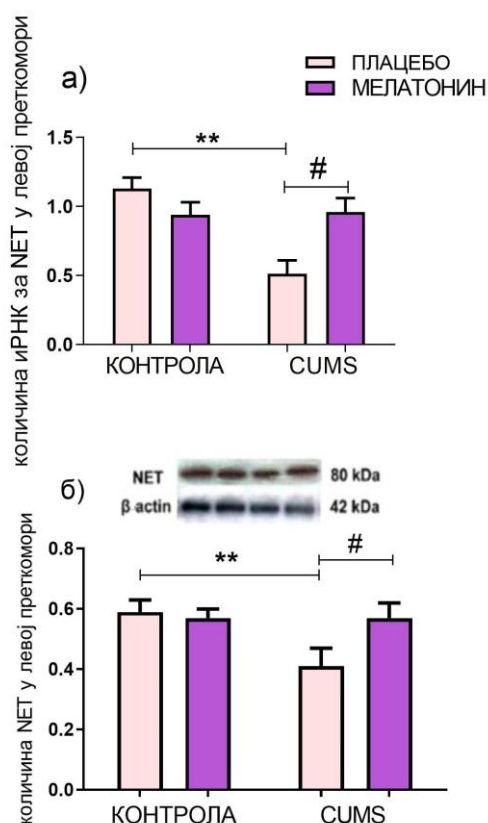 количина иРНК за NET у левој преткомори
а)
ПЛАЦЕБО
МЕЛАТОНИН
1.5
1.0
0.5
0.0
**
#
КОНТРОЛА
CUMS
б)
NET
80 kDa
β actin
42 kDa
количина NET у левој преткомори
0.8
0.6
0.4
0.2
0.0
**
#
КОНТРОЛА
CUMS